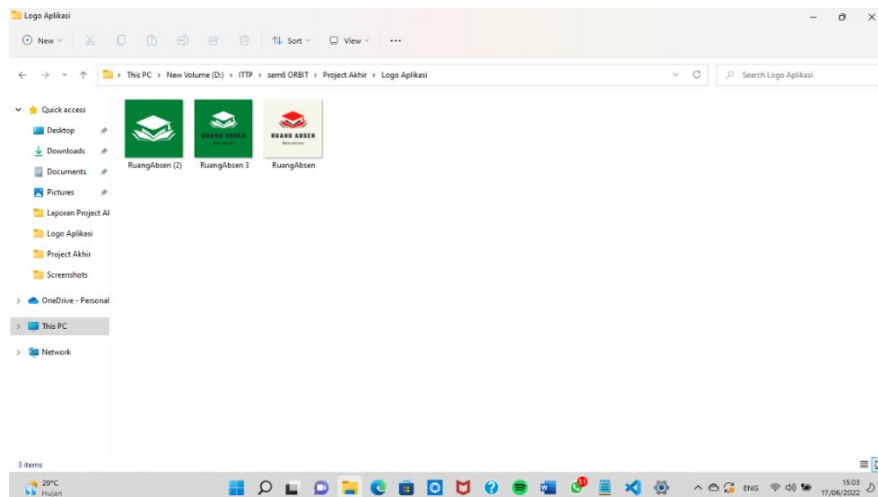 Logo Aplikasi
New
Sort
View
This PC > New Volume (D:) > ITTP > sem6 ORBIT > Project Akhir > Logo Aplikasi
Search Logo Aplikasi
Quick access
Desktop
Downloads
Documents
Pictures
Laporan Project Ak
Logo Aplikasi
Project Akhir
Screenshots
OneDrive - Personal
This PC
Network
RUANG ABSEN
RUANG ABSEN
Education
RuangAbsen (2)
RuangAbsen 3
RuangAbsen
3 items
29°C
Hujan
ENG
15:03
17/06/2022